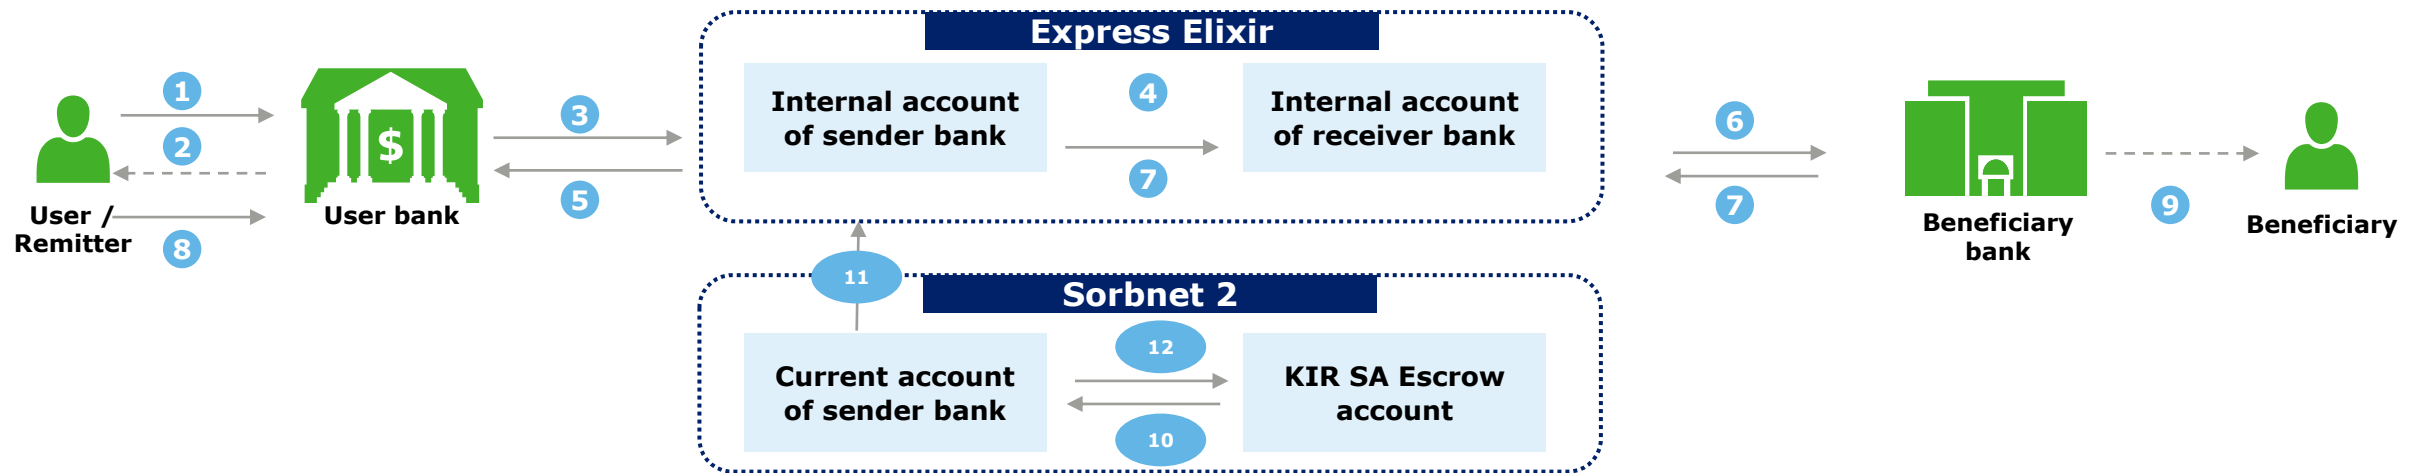 Express Elixir
1
2
8
User /
Remitter
$
User bank
3
5
Internal account
of sender bank
4
7
Internal account
of receiver bank
6
7
Beneficiary
bank
9
Beneficiary
11
Sorbnet 2
Current account
of sender bank
12
10
KIR SA Escrow
account